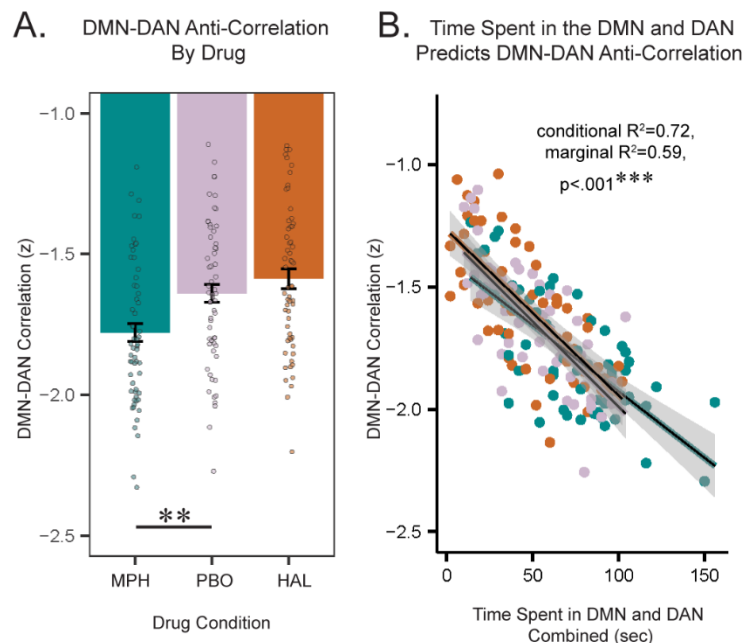 A.
DMN-DAN Anti-Correlation
By Drug
DMN-DAN Correlation (z)
−1.0
−1.5
−2.0
−2.5
**
MPH PBO HAL
Drug Condition
B.
Time Spent in the DMN and DAN
Predicts DMN-DAN Anti-Correlation
conditional R²=0.72,
marginal R²=0.59,
p<.001***
DMN-DAN Correlation (z)
−1.0
−1.5
−2.0
−2.5
0 50 100 150
Time Spent in DMN and DAN
Combined (sec)